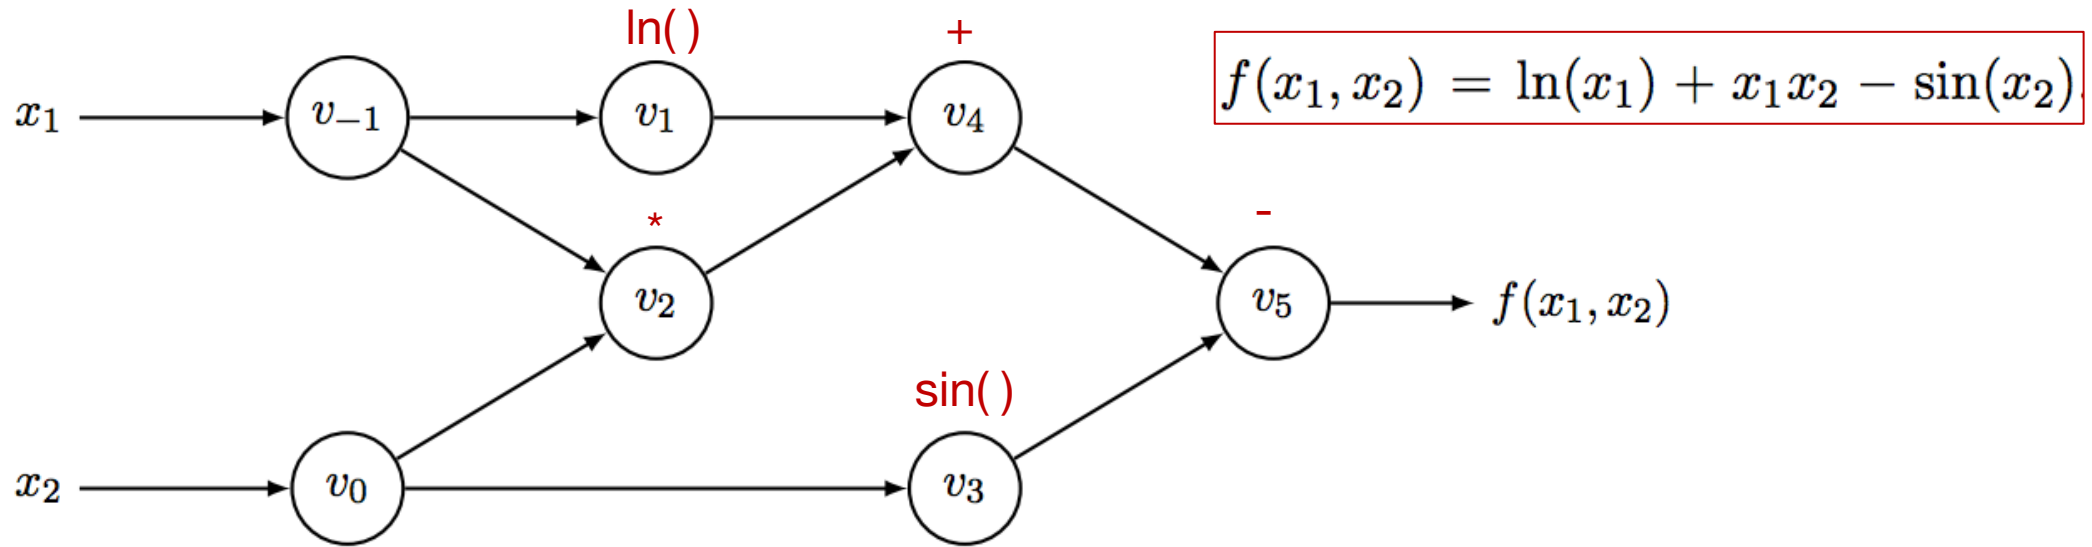 ln( )
+
x₁
v₋₁
v₁
v₄
f(x₁, x₂) = ln(x₁) + x₁x₂ − sin(x₂).
*
-
v₂
v₅
f(x₁, x₂)
sin( )
x₂
v₀
v₃